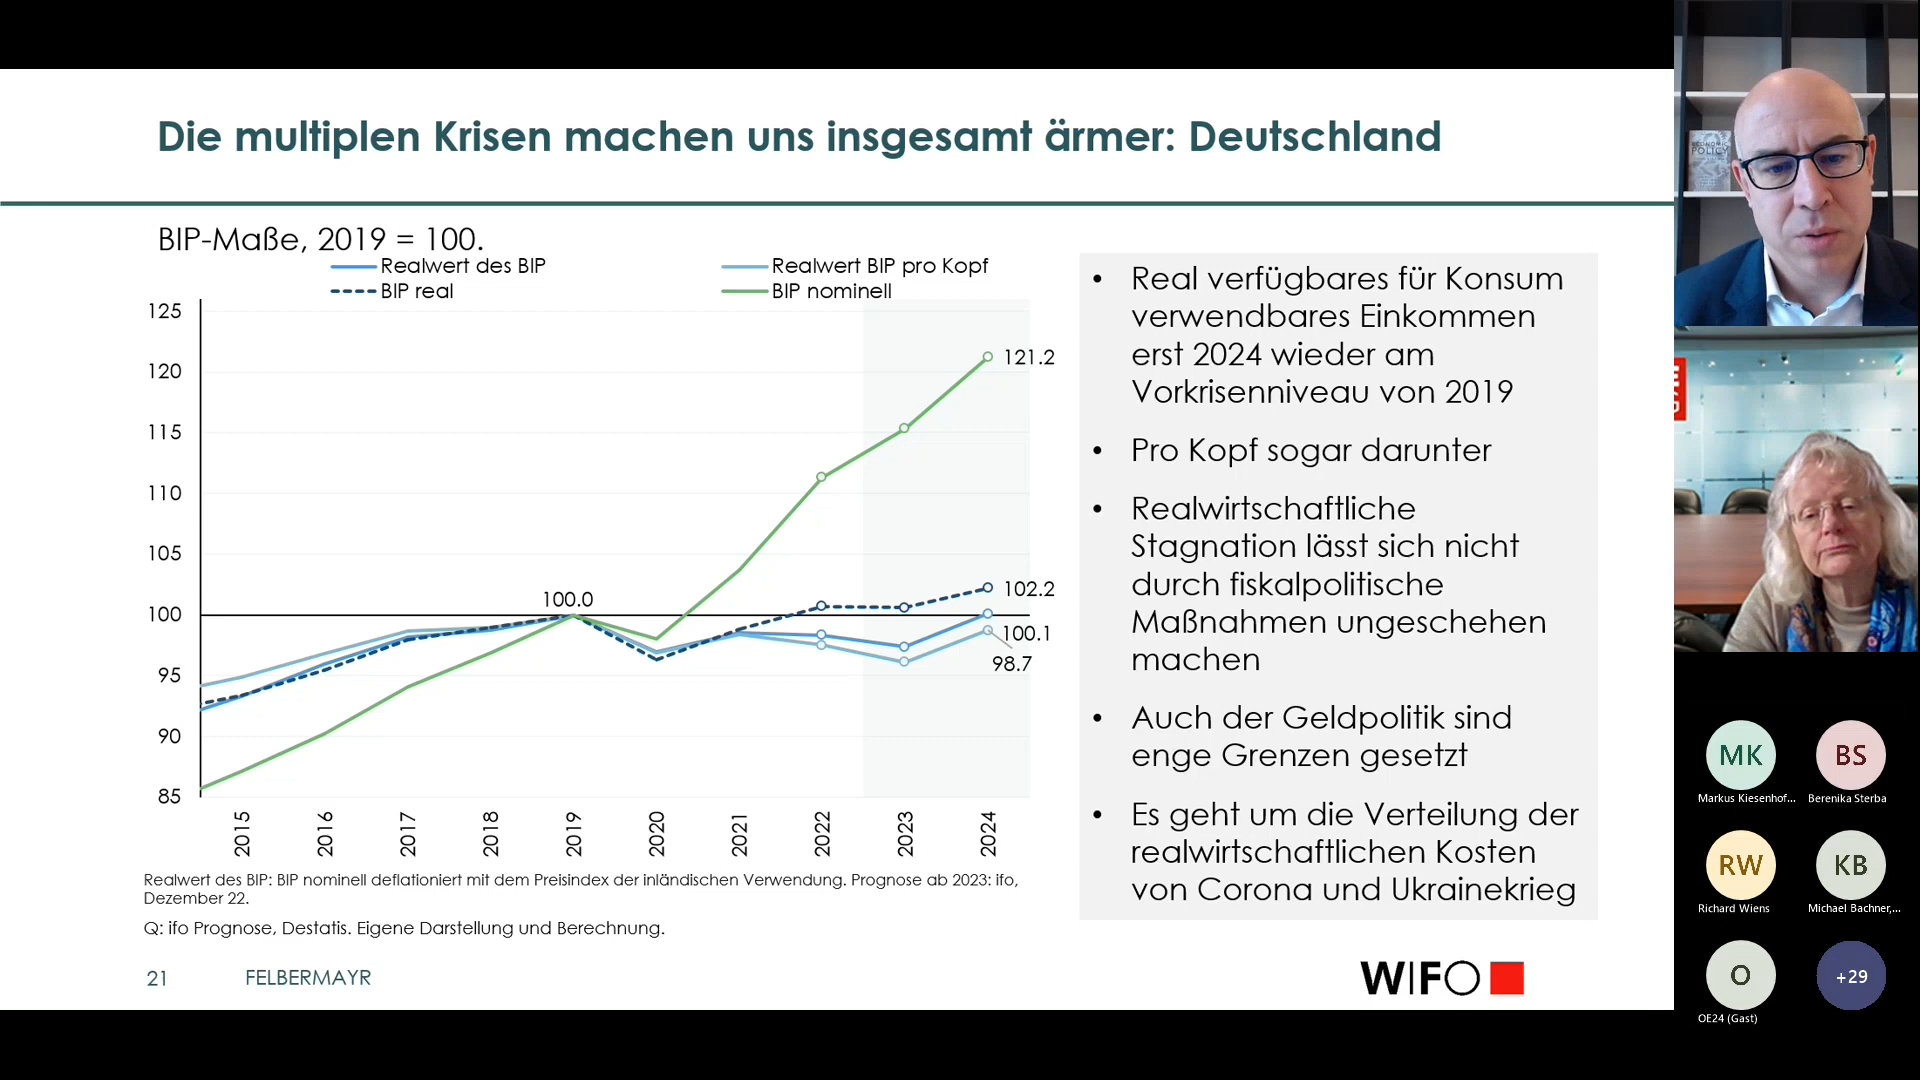 Die multiplen Krisen machen uns insgesamt ärmer: Deutschland
BIP-Maße, 2019 = 100.
Realwert des BIP
Realwert BIP pro Kopf
BIP real
BIP nominell
125
120
115
110
105
100
95
90
85
121.2
102.2
100.0
100.1
98.7
2015
2016
2017
2018
2019
2020
2021
2022
2023
2024
Realwert des BIP: BIP nominell deflationiert mit dem Preisindex der inländischen Verwendung. Prognose ab 2023: ifo,
Dezember 22.
Q: ifo Prognose, Destatis. Eigene Darstellung und Berechnung.
• Real verfügbares für Konsum
verwendbares Einkommen
erst 2024 wieder am
Vorkrisenniveau von 2019
• Pro Kopf sogar darunter
• Realwirtschaftliche
Stagnation lässt sich nicht
durch fiskalpolitische
Maßnahmen ungeschehen
machen
• Auch der Geldpolitik sind
enge Grenzen gesetzt
• Es geht um die Verteilung der
realwirtschaftlichen Kosten
von Corona und Ukrainekrieg
21
FELBERMAYR
WIFO
ECONOMIC
POLICY
MK
Markus Kiesenhof...
BS
Berenika Sterba
RW
Richard Wiens
KB
Michael Bachner,...
O
OE24 (Gast)
+29